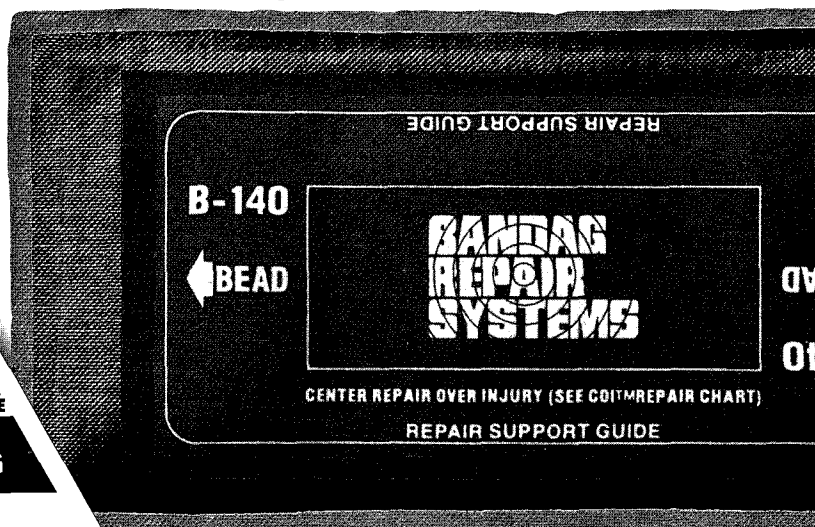 REPAIR SUPPORT GUIDE
B-140
BEAD
BANDAG
REPAIR
SYSTEMS
CENTER REPAIR OVER INJURY (SEE COI™REPAIR CHART)
REPAIR SUPPORT GUIDE